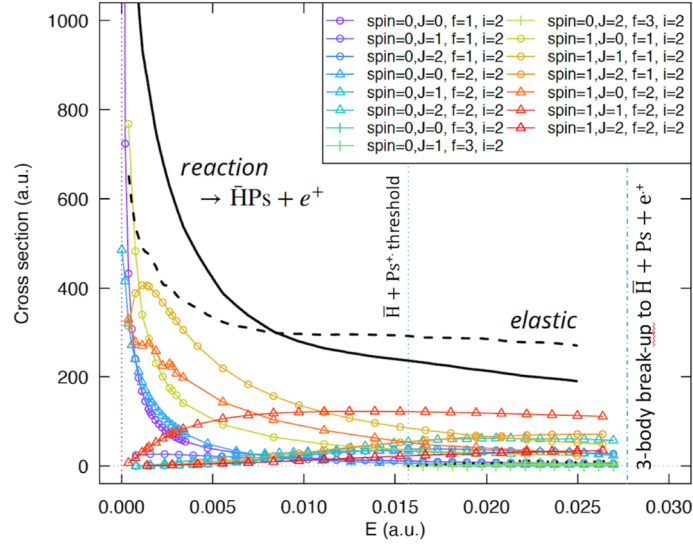 1000
800
600
400
200
0
Cross section (a.u.)
spin=0,J=0, f=1, i=2
spin=0,J=1, f=1, i=2
spin=0,J=2, f=1, i=2
spin=0,J=0, f=2, i=2
spin=0,J=1, f=2, i=2
spin=0,J=2, f=2, i=2
spin=0,J=0, f=3, i=2
spin=0,J=1, f=3, i=2
spin=0,J=2, f=3, i=2
spin=1,J=0, f=1, i=2
spin=1,J=1, f=1, i=2
spin=1,J=2, f=1, i=2
spin=1,J=0, f=2, i=2
spin=1,J=1, f=2, i=2
spin=1,J=2, f=2, i=2
reaction
→ H̄Ps + e⁺
H̄ + Ps⁺· threshold
elastic
3-body break-up to H̄ + Ps + e·⁺
0.000 0.005 0.010 0.015 0.020 0.025 0.030
E (a.u.)